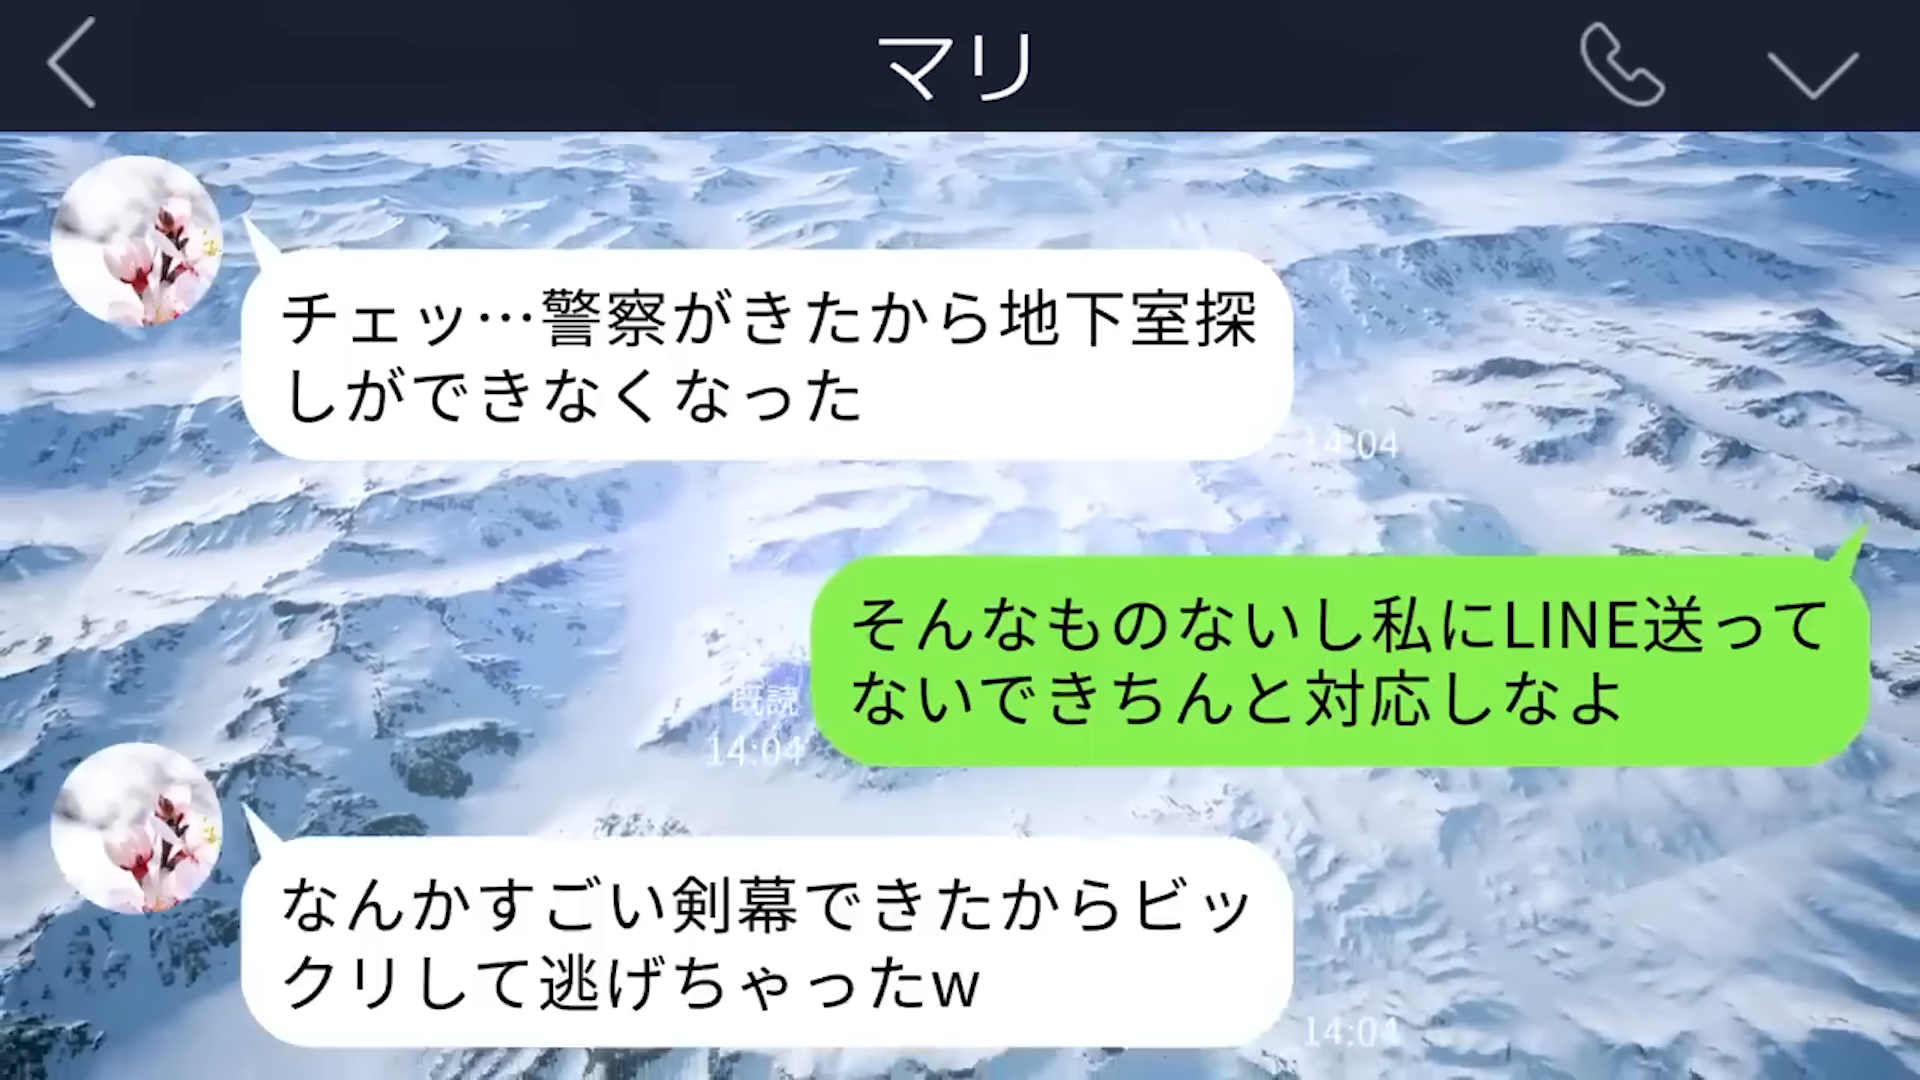 マリ
チェッ…警察がきたから地下室探
しができなくなった
14:04
そんなものないし私にLINE送って
ないできちんと対応しなよ
既読
14:04
なんかすごい剣幕できたからビッ
クリして逃げちゃったw
14:04